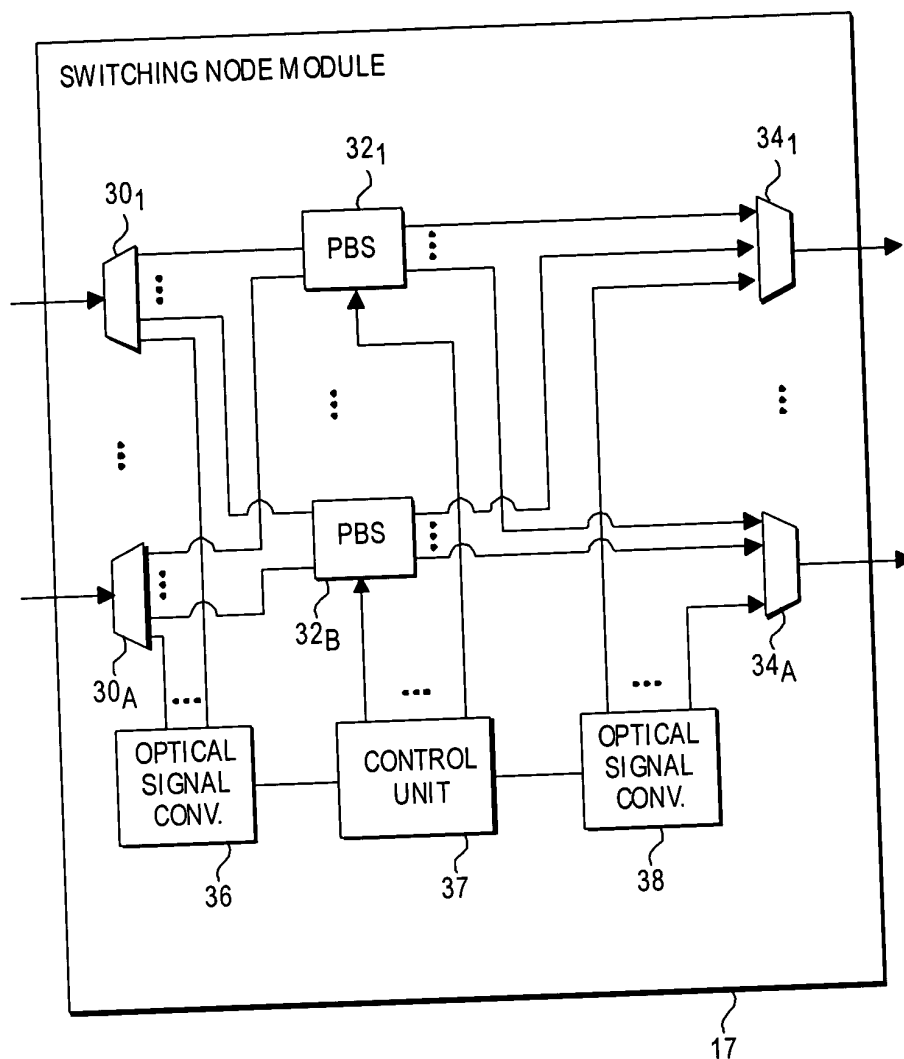 SWITCHING NODE MODULE
32₁
34₁
30₁
PBS
PBS
32B
34A
30A
OPTICAL
SIGNAL
CONV.
CONTROL
UNIT
OPTICAL
SIGNAL
CONV.
36
37
38
17